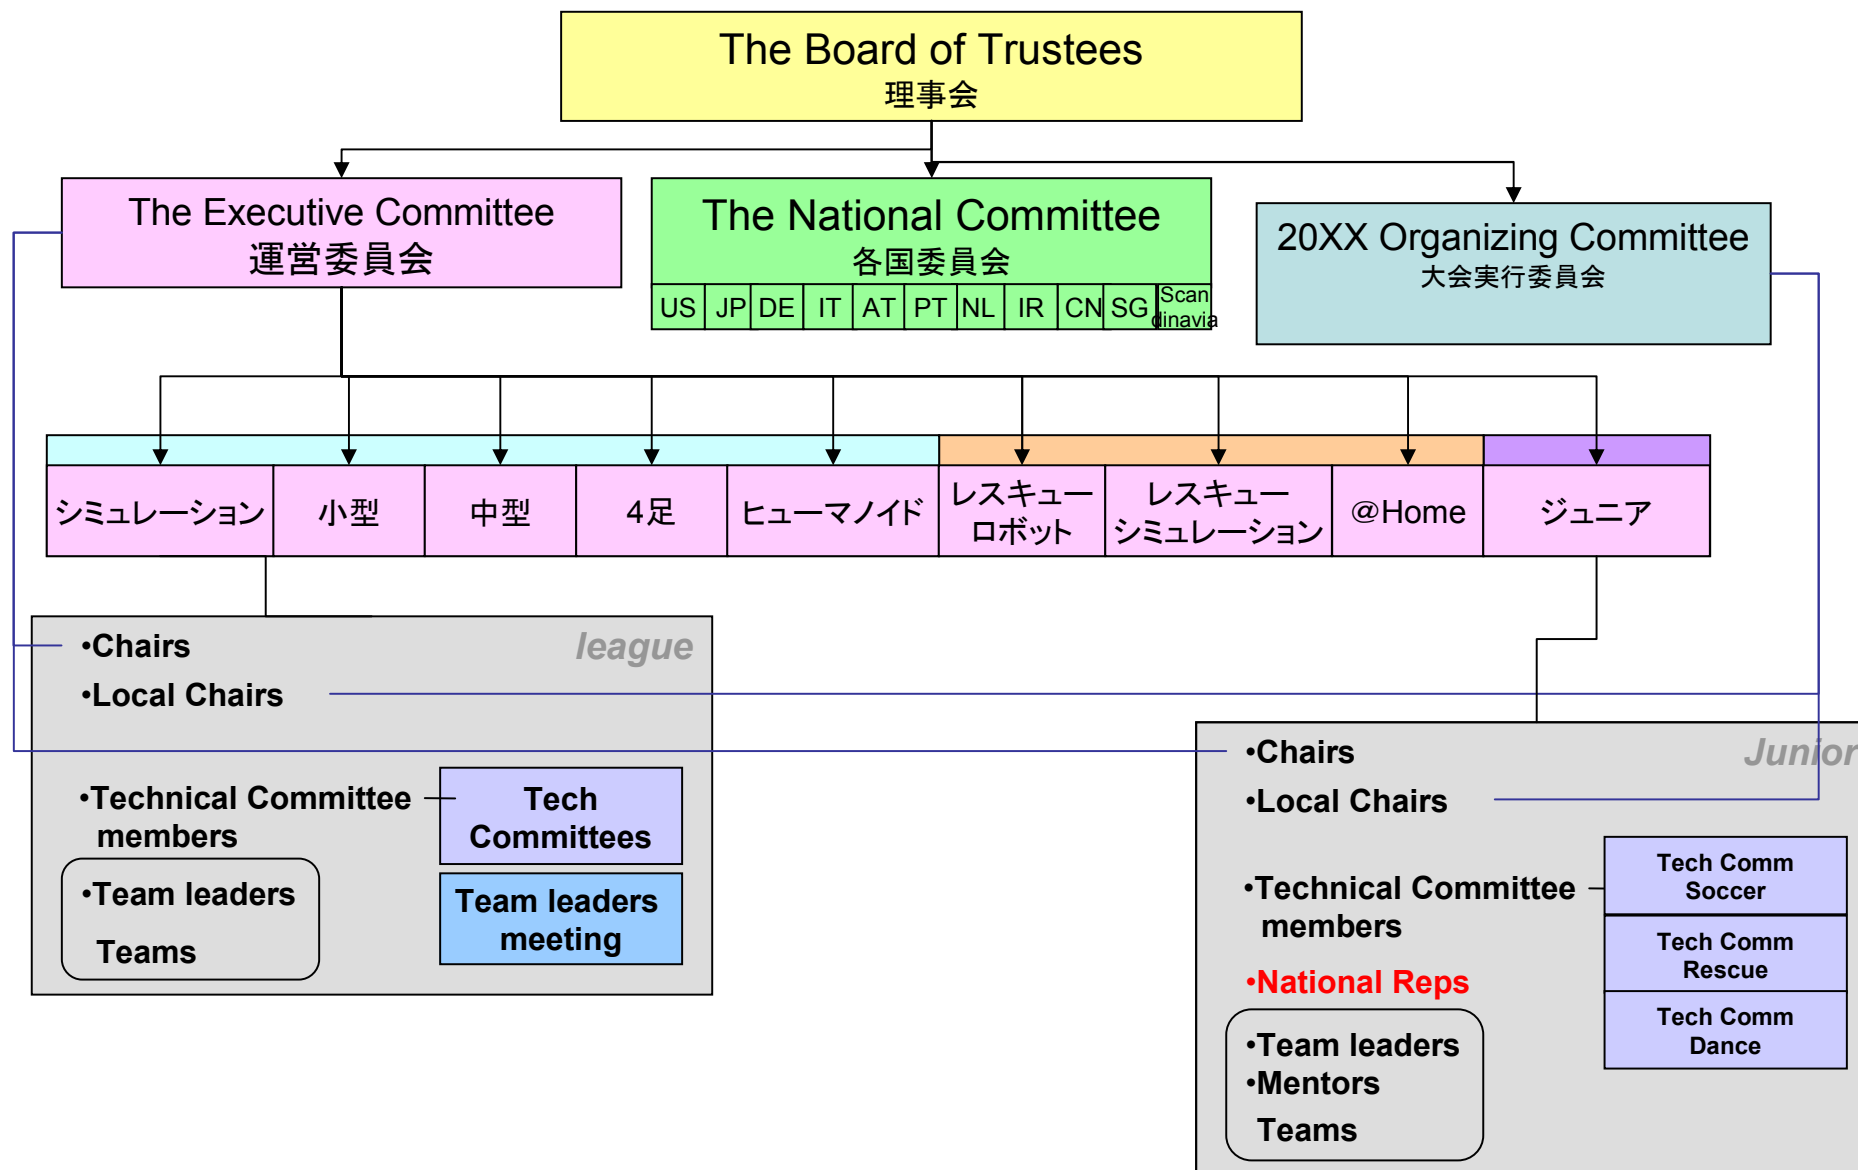 The Board of Trustees
理事会
The Executive Committee
運営委員会
The National Committee
各国委員会
US JP DE IT AT PT NL IR CN SG Scan
dinavia
20XX Organizing Committee
大会実行委員会
シミュレーション
小型
中型
4足
ヒューマノイド
レスキュー
ロボット
レスキュー
シミュレーション
@Home
ジュニア
league
•Chairs
•Local Chairs
•Technical Committee
members
Tech
Committees
•Team leaders
Teams
Team leaders
meeting
Junior
•Chairs
•Local Chairs
•Technical Committee
members
Tech Comm
Soccer
Tech Comm
Rescue
Tech Comm
Dance
•National Reps
•Team leaders
•Mentors
Teams